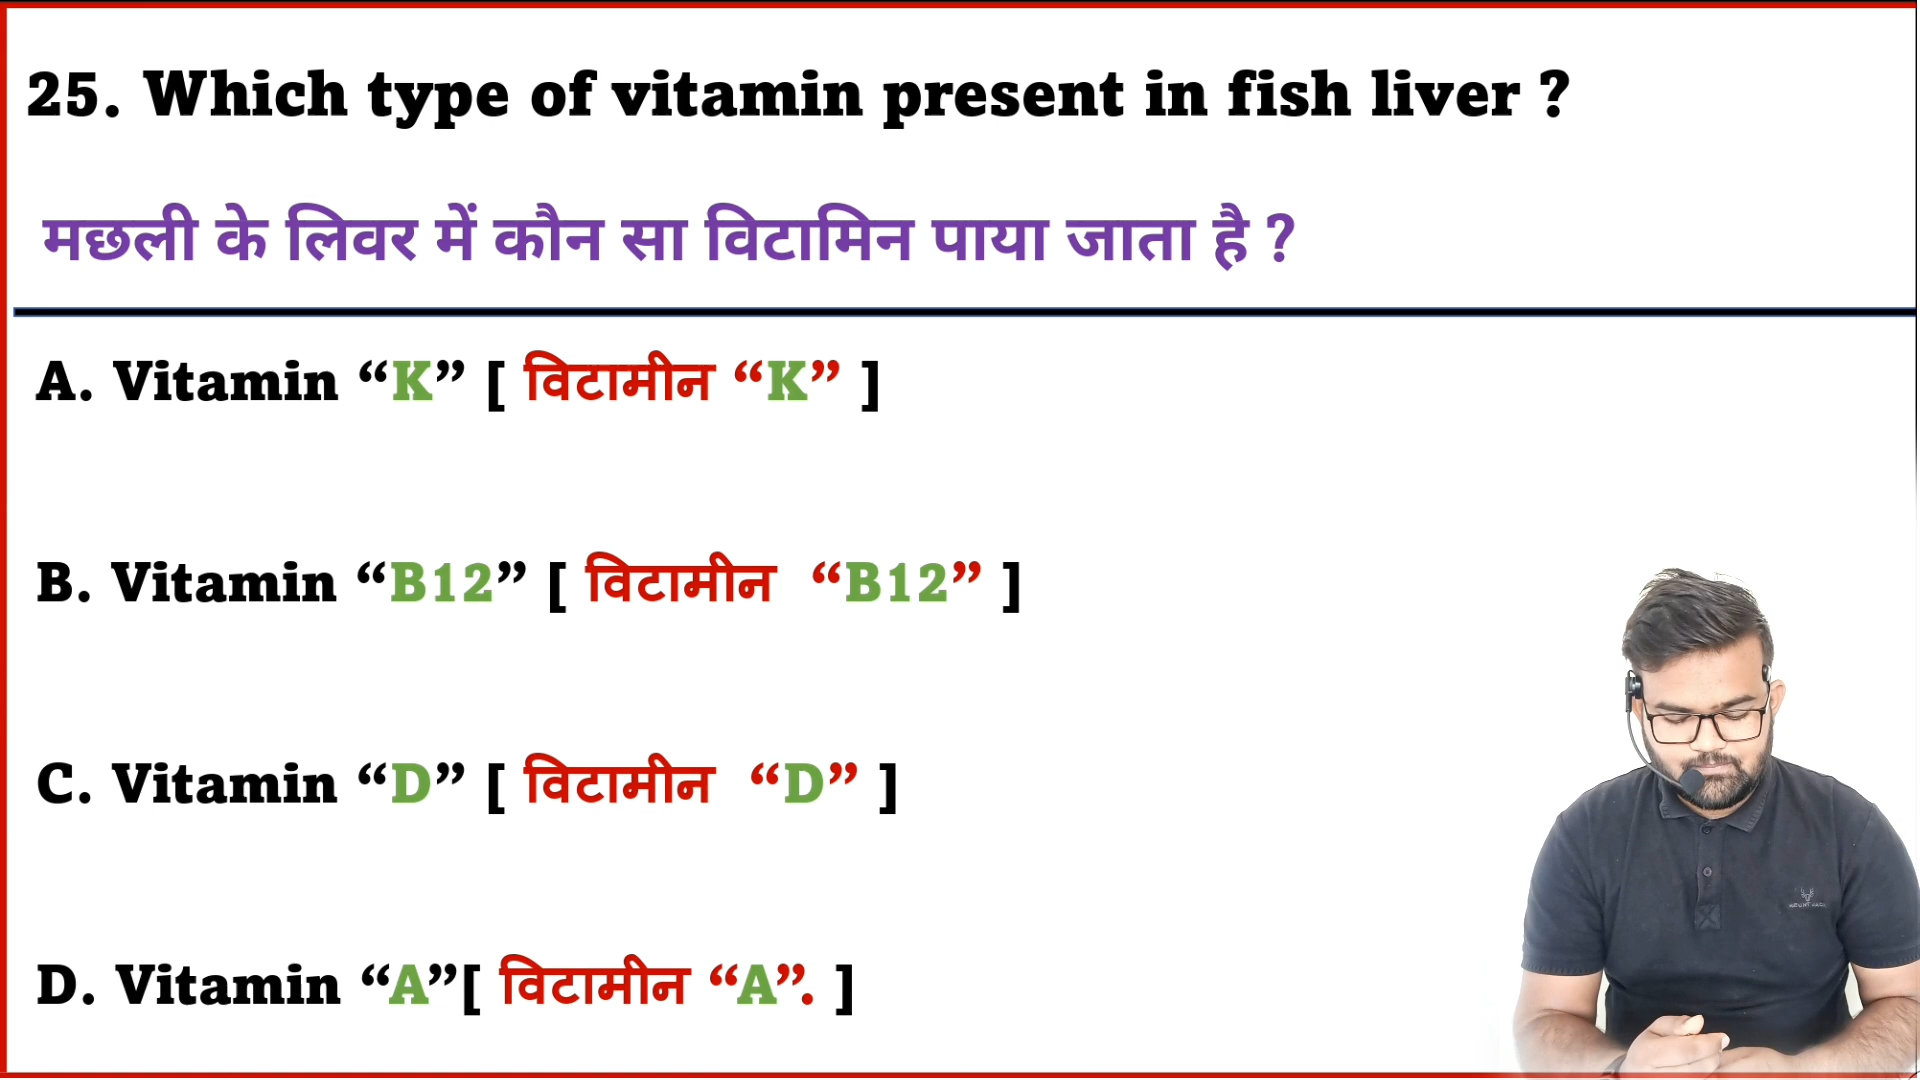 25. Which type of vitamin present in fish liver ?
मछली के लिवर में कौन सा विटामिन पाया जाता है ?
A. Vitamin “K” [ विटामीन “K” ]
B. Vitamin “B12” [ विटामीन “B12” ]
C. Vitamin “D” [ विटामीन “D” ]
D. Vitamin “A”[ विटामीन “A”. ]